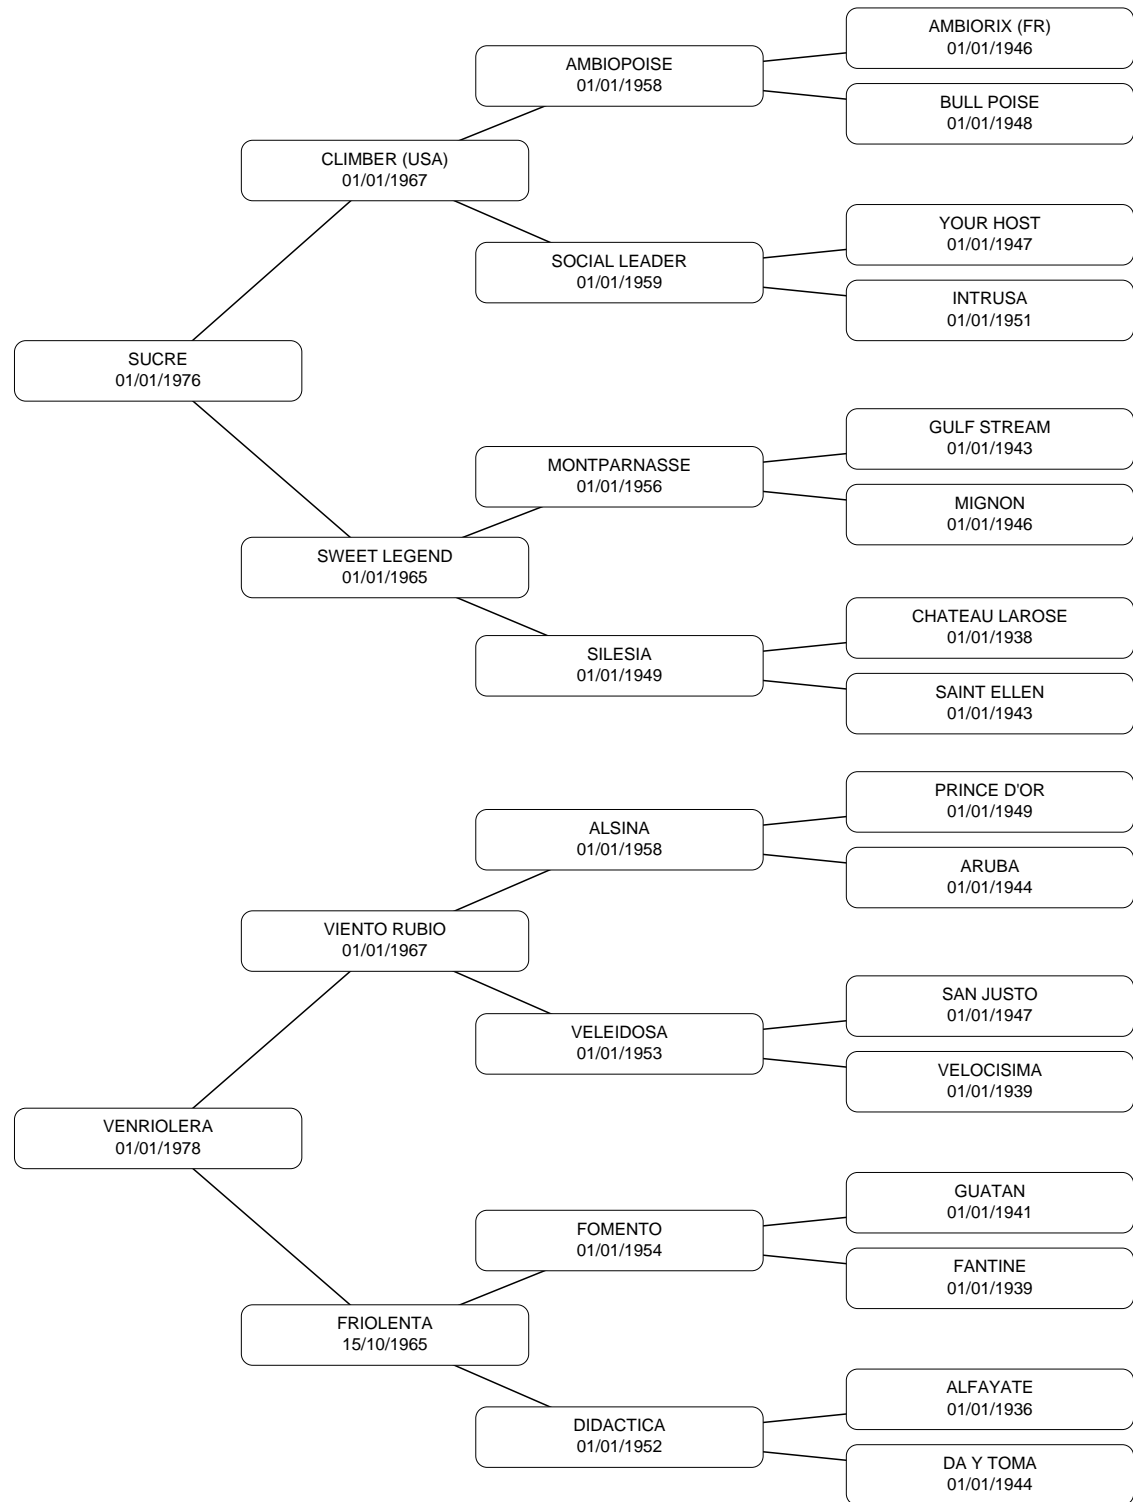 AMBIORIX (FR)
01/01/1946
AMBIOPOISE
01/01/1958
BULL POISE
01/01/1948
CLIMBER (USA)
01/01/1967
YOUR HOST
01/01/1947
SOCIAL LEADER
01/01/1959
INTRUSA
01/01/1951
SUCRE
01/01/1976
GULF STREAM
01/01/1943
MONTPARNASSE
01/01/1956
MIGNON
01/01/1946
SWEET LEGEND
01/01/1965
CHATEAU LAROSE
01/01/1938
SILESIA
01/01/1949
SAINT ELLEN
01/01/1943
PRINCE D'OR
01/01/1949
ALSINA
01/01/1958
ARUBA
01/01/1944
VIENTO RUBIO
01/01/1967
SAN JUSTO
01/01/1947
VELEIDOSA
01/01/1953
VELOCISIMA
01/01/1939
VENRIOLERA
01/01/1978
GUATAN
01/01/1941
FOMENTO
01/01/1954
FANTINE
01/01/1939
FRIOLENTA
15/10/1965
ALFAYATE
01/01/1936
DIDACTICA
01/01/1952
DA Y TOMA
01/01/1944